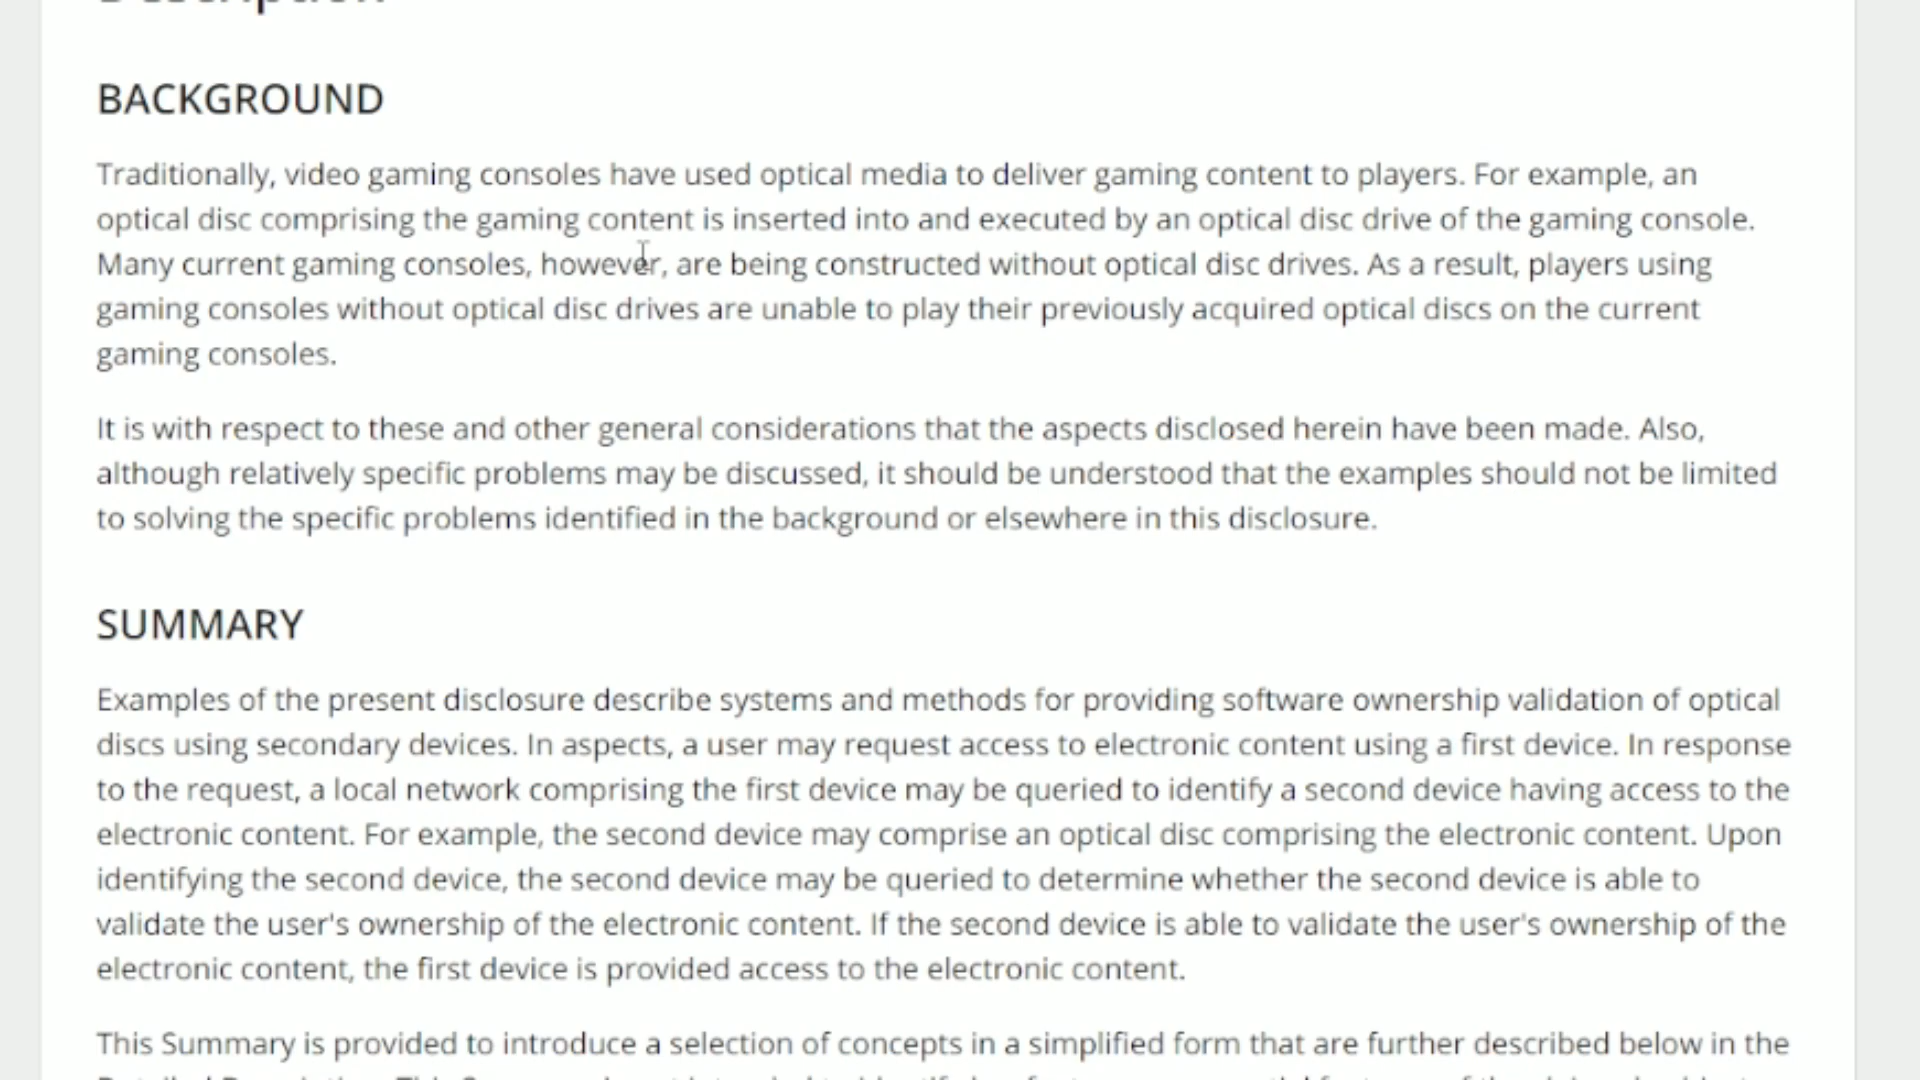 BACKGROUND
Traditionally, video gaming consoles have used optical media to deliver gaming content to players. For example, an
optical disc comprising the gaming content is inserted into and executed by an optical disc drive of the gaming console.
Many current gaming consoles, however, are being constructed without optical disc drives. As a result, players using
gaming consoles without optical disc drives are unable to play their previously acquired optical discs on the current
gaming consoles.
It is with respect to these and other general considerations that the aspects disclosed herein have been made. Also,
although relatively specific problems may be discussed, it should be understood that the examples should not be limited
to solving the specific problems identified in the background or elsewhere in this disclosure.
SUMMARY
Examples of the present disclosure describe systems and methods for providing software ownership validation of optical
discs using secondary devices. In aspects, a user may request access to electronic content using a first device. In response
to the request, a local network comprising the first device may be queried to identify a second device having access to the
electronic content. For example, the second device may comprise an optical disc comprising the electronic content. Upon
identifying the second device, the second device may be queried to determine whether the second device is able to
validate the user's ownership of the electronic content. If the second device is able to validate the user's ownership of the
electronic content, the first device is provided access to the electronic content.
This Summary is provided to introduce a selection of concepts in a simplified form that are further described below in the